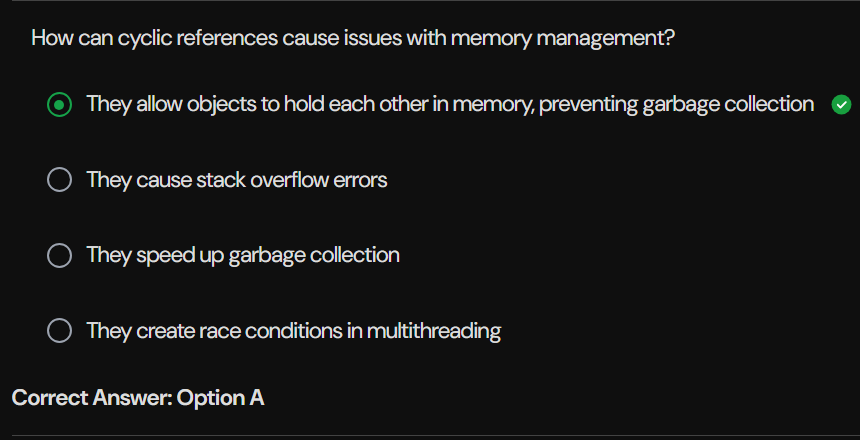 How can cyclic references cause issues with memory management?
They allow objects to hold each other in memory, preventing garbage collection
They cause stack overflow errors
They speed up garbage collection
They create race conditions in multithreading
Correct Answer: Option A